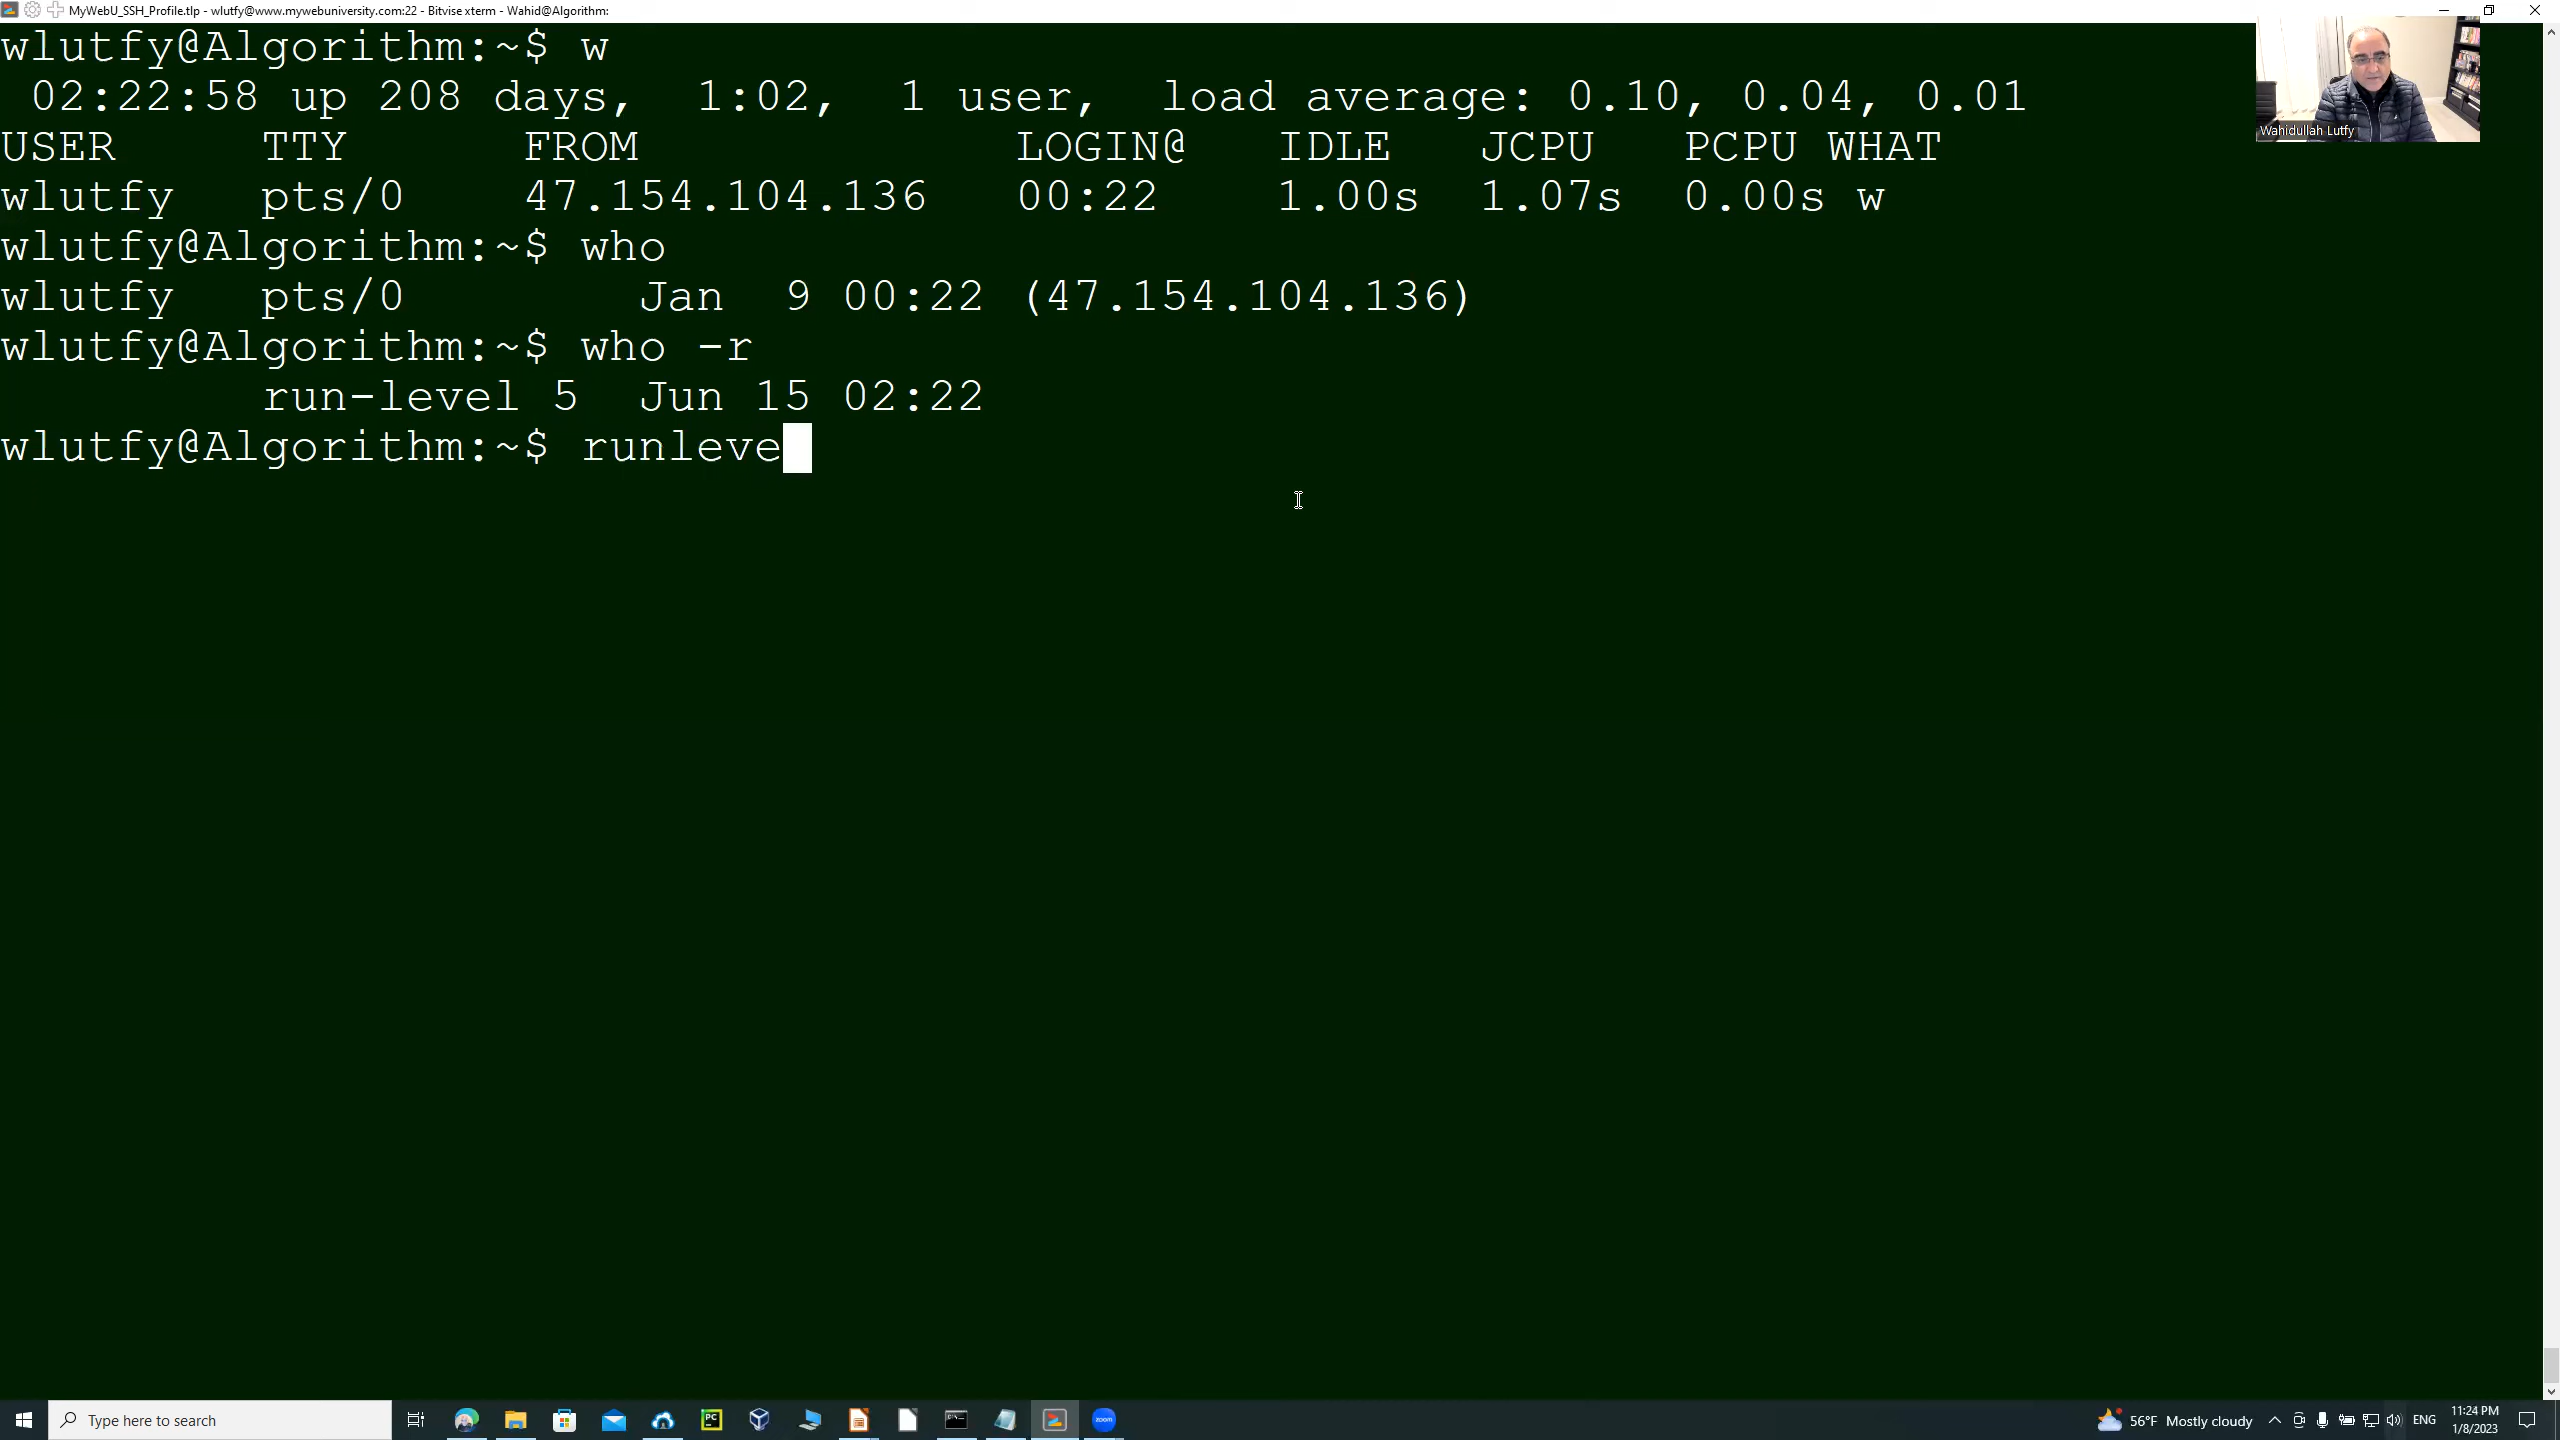 MyWebU_SSH_Profile.tlp - wlutfy@www.mywebuniversity.com:22 - Bitvise xterm - Wahid@Algorithm:
wlutfy@Algorithm:~$ w
 02:22:58 up 208 days,  1:02,  1 user,  load average: 0.10, 0.04, 0.01
USER     TTY      FROM             LOGIN@   IDLE   JCPU   PCPU WHAT
wlutfy   pts/0    47.154.104.136   00:22    1.00s  1.07s  0.00s w
wlutfy@Algorithm:~$ who
wlutfy   pts/0        Jan  9 00:22 (47.154.104.136)
wlutfy@Algorithm:~$ who -r
         run-level 5  Jun 15 02:22
wlutfy@Algorithm:~$ runleve
Wahidullah Lutfy
Type here to search
PC
zoom
56°F Mostly cloudy
ENG
11:24 PM
1/8/2023